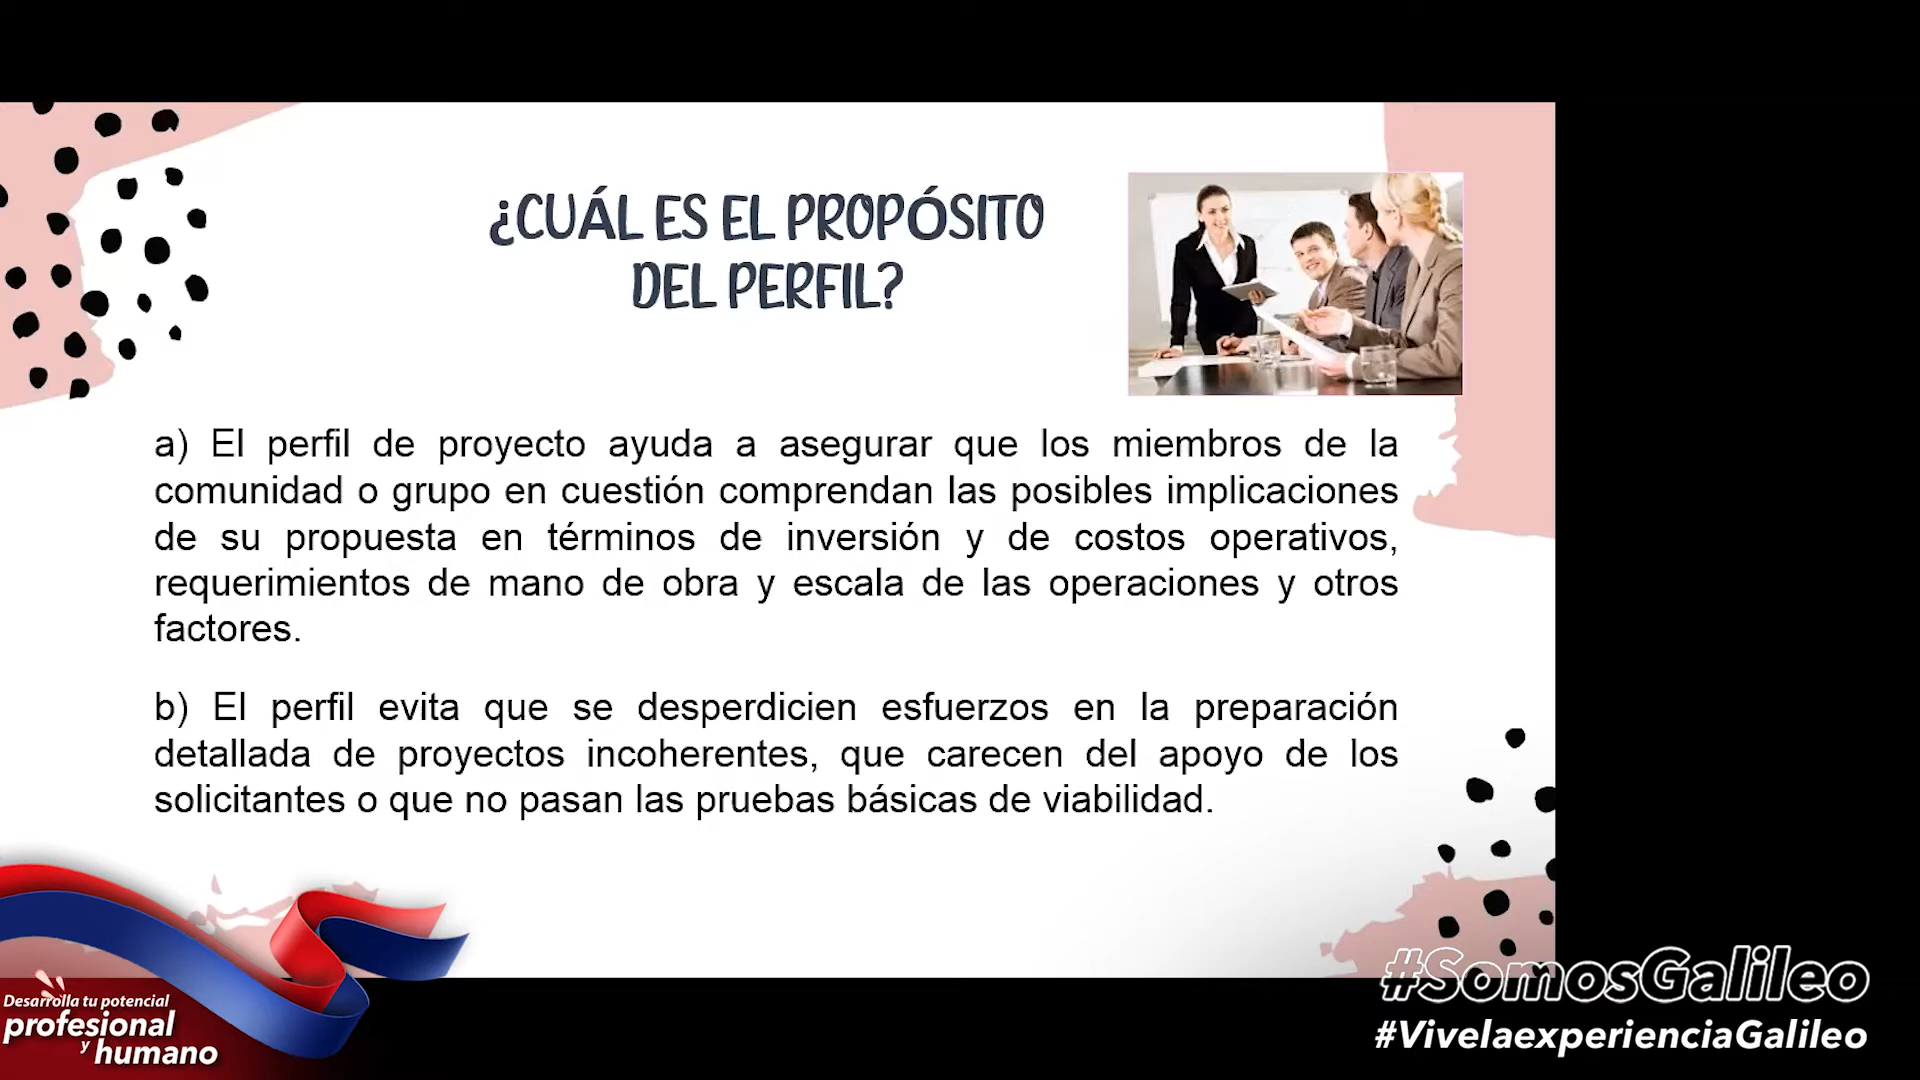 ¿CUÁL ES EL PROPÓSITO
DEL PERFIL?
a) El perfil de proyecto ayuda a asegurar que los miembros de la
comunidad o grupo en cuestión comprendan las posibles implicaciones
de su propuesta en términos de inversión y de costos operativos,
requerimientos de mano de obra y escala de las operaciones y otros
factores.
b) El perfil evita que se desperdicien esfuerzos en la preparación
detallada de proyectos incoherentes, que carecen del apoyo de los
solicitantes o que no pasan las pruebas básicas de viabilidad.
Desarrolla tu potencial
profesional
y humano
#SomosGalileo
#VivelaexperienciaGalileo